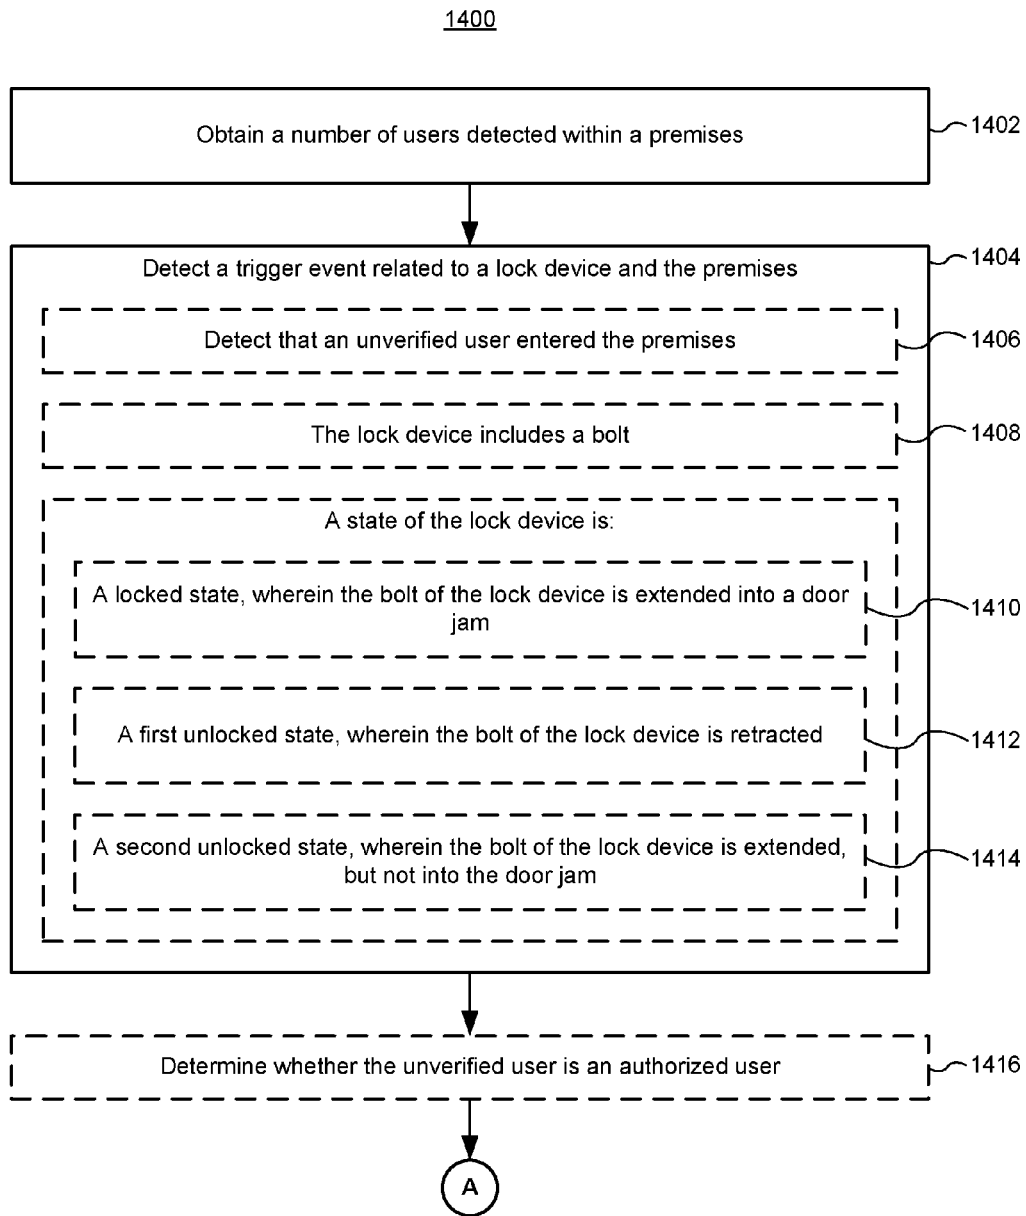 1400
Obtain a number of users detected within a premises
1402
Detect a trigger event related to a lock device and the premises
1404
Detect that an unverified user entered the premises
1406
The lock device includes a bolt
1408
A state of the lock device is:
A locked state, wherein the bolt of the lock device is extended into a door
jam
1410
A first unlocked state, wherein the bolt of the lock device is retracted
1412
A second unlocked state, wherein the bolt of the lock device is extended,
but not into the door jam
1414
Determine whether the unverified user is an authorized user
1416
A